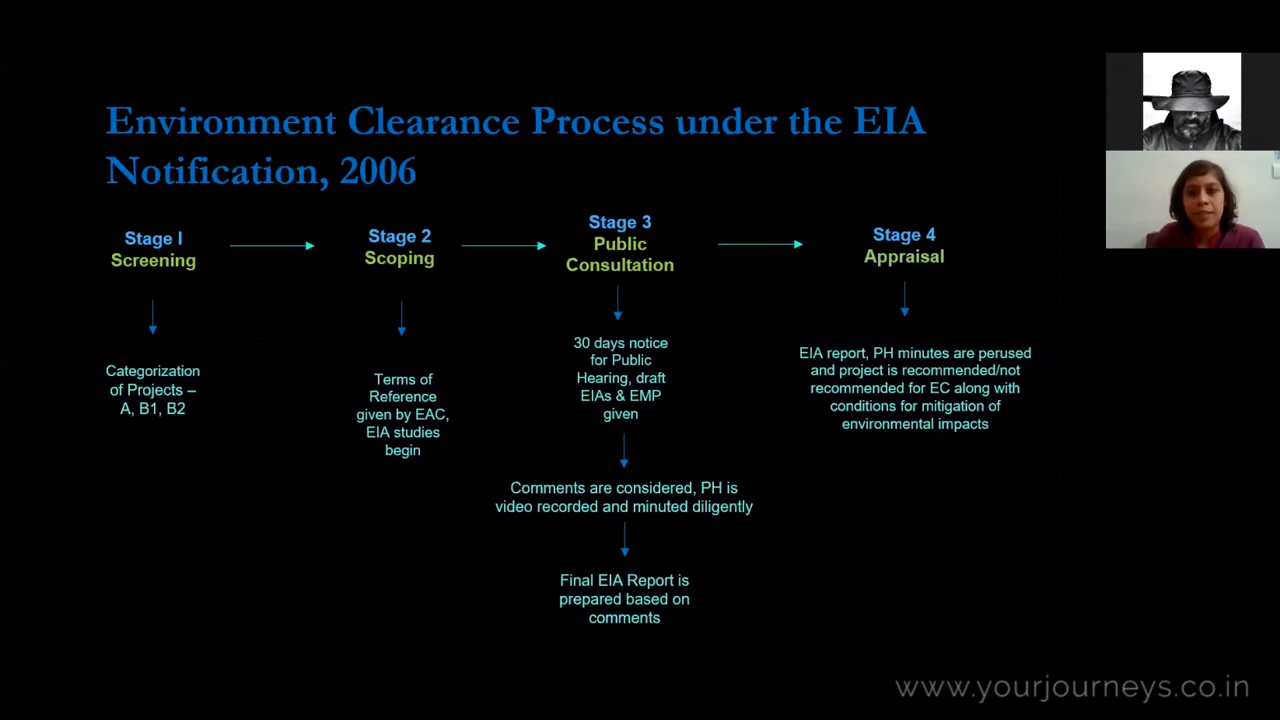 Environment Clearance Process under the EIA
Notification, 2006
Stage I
Screening
Categorization
of Projects –
A, B1, B2
Stage 2
Scoping
Terms of
Reference
given by EAC,
EIA studies
begin
Stage 3
Public
Consultation
30 days notice
for Public
Hearing, draft
EIAs & EMP
given
Comments are considered, PH is
video recorded and minuted diligently
Final EIA Report is
prepared based on
comments
Stage 4
Appraisal
EIA report, PH minutes are perused
and project is recommended/not
recommended for EC along with
conditions for mitigation of
environmental impacts
www.yourjourneys.co.in